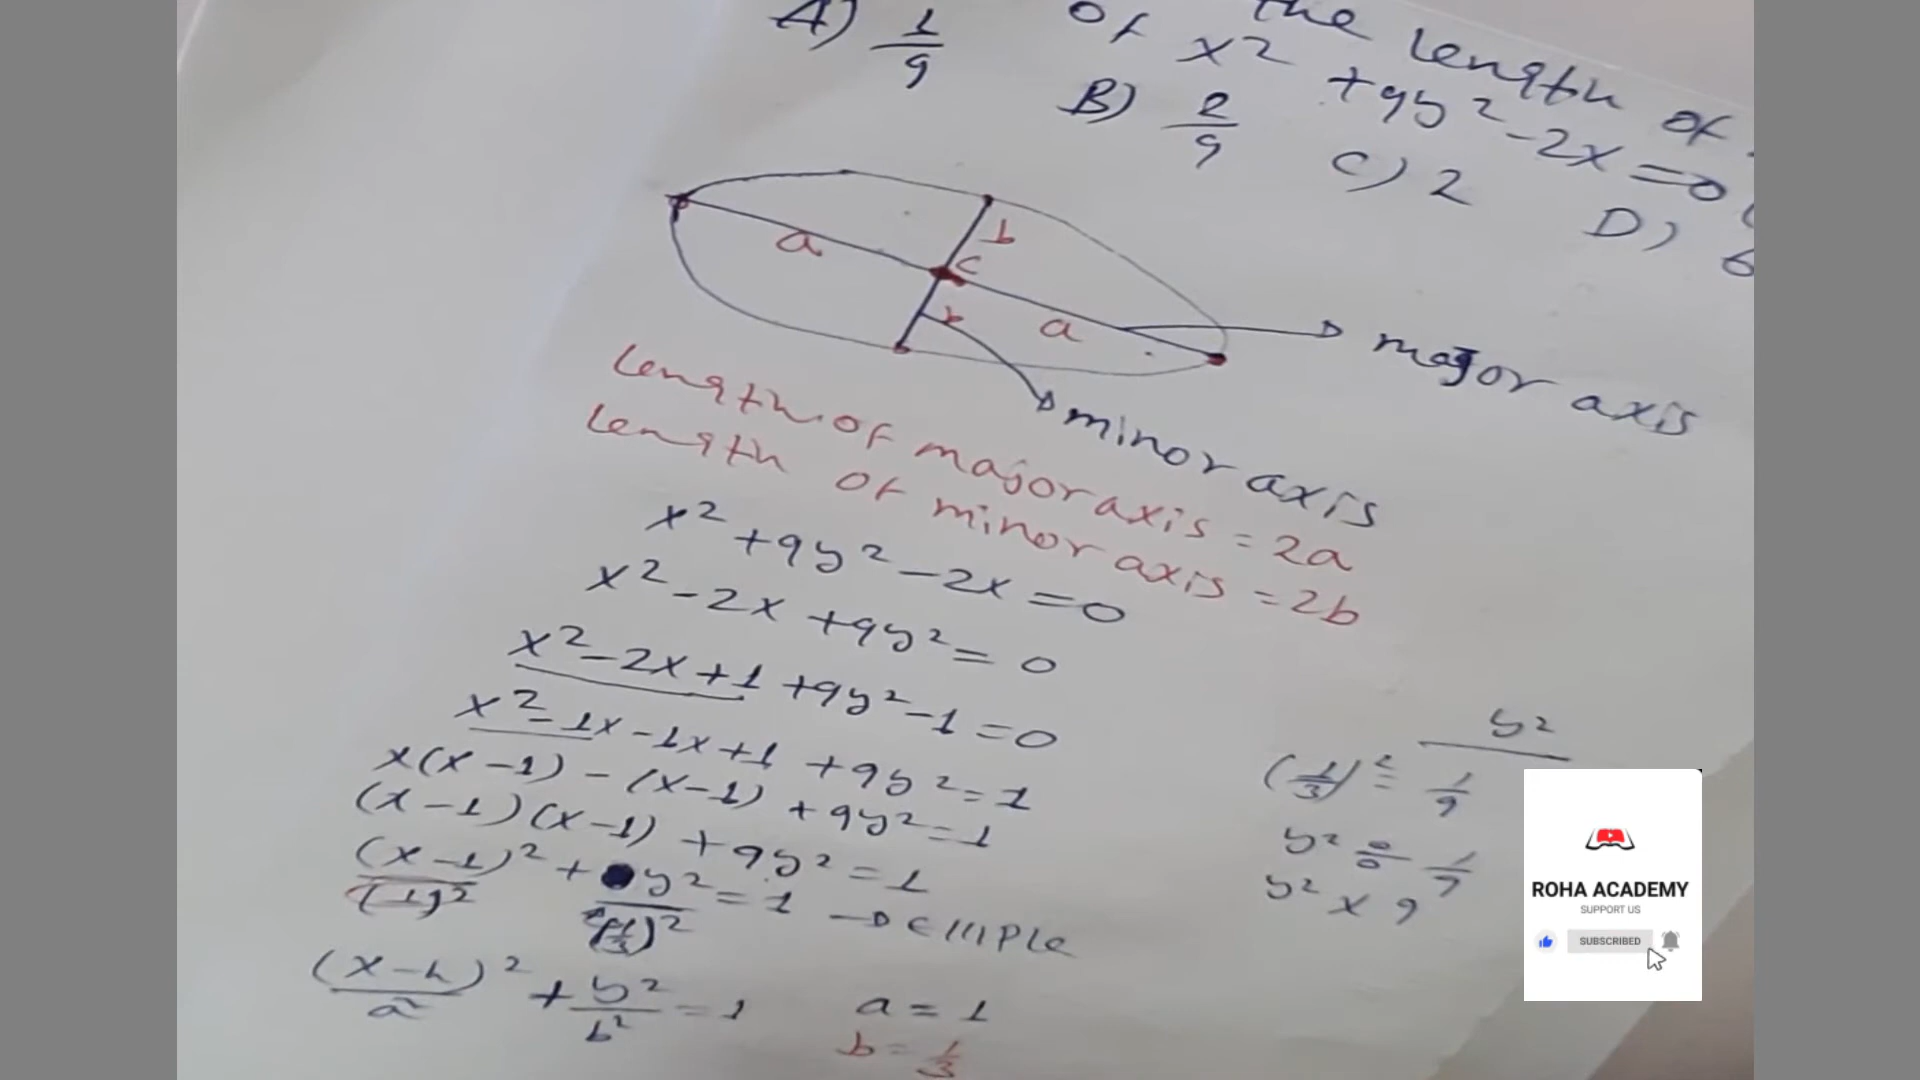 the length of
of x² + 9y² - 2x = 0
A) 1/9 B) 2/9 C) 2 D) 6
b
a
c
b
a
major axis
minor axis
length of major axis = 2a
length of minor axis = 2b
x² + 9y² - 2x = 0
x² - 2x + 9y² = 0
x² - 2x + 1 + 9y² - 1 = 0
x² - 1x - 1x + 1 + 9y² = 1
x(x - 1) - (x - 1) + 9y² = 1
(x - 1)(x - 1) + 9y² = 1
(x - 1)²/(1)² + y²/(1/3)² = 1 → Elliple
(x - h)²/a² + y²/b² = 1
a = 1
b = 1/3
y²
(1/3)² = 1/9
y² ÷ 1/9
y² x 9
ROHA ACADEMY
SUPPORT US
SUBSCRIBED